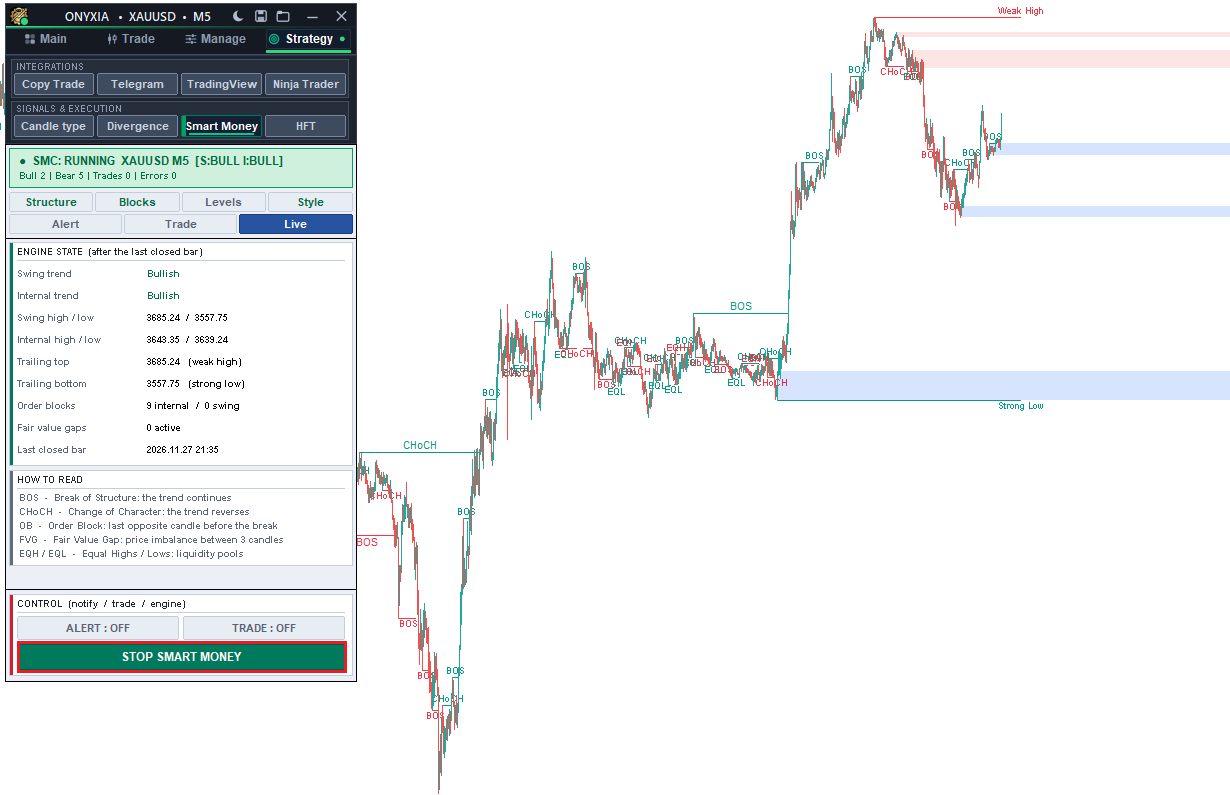 ONYXIA • XAUUSD • M5
Main Trade Manage Strategy
INTEGRATIONS
Copy Trade Telegram TradingView Ninja Trader
SIGNALS & EXECUTION
Candle type Divergence Smart Money HFT
SMC: RUNNING XAUUSD M5 [S:BULL I:BULL]
Bull 2 | Bear 5 | Trades 0 | Errors 0
Structure Blocks Levels Style
Alert Trade Live
ENGINE STATE (after the last closed bar)
Swing trend Bullish
Internal trend Bullish
Swing high / low 3685.24 / 3557.75
Internal high / low 3643.35 / 3639.24
Trailing top 3685.24 (weak high)
Trailing bottom 3557.75 (strong low)
Order blocks 9 internal / 0 swing
Fair value gaps 0 active
Last closed bar 2026.11.27 21:35
HOW TO READ
BOS - Break of Structure: the trend continues
CHoCH - Change of Character: the trend reverses
OB - Order Block: last opposite candle before the break
FVG - Fair Value Gap: price imbalance between 3 candles
EQH / EQL - Equal Highs / Lows: liquidity pools
CONTROL (notify / trade / engine)
ALERT : OFF TRADE : OFF
STOP SMART MONEY
CHoCH
CHoCH
BOS
BOS
BOS
BOS
BOS
CHoCH
BOS
BOS
BOS
CHoCH
BOS
CHoCH
BOS
EQL
CHoCH
EQL
EQL
BOS
BOS
EQL
CHoCH
CHoCH
BOS
BOS
CHoCH
BOS
BOS
CHoCH
BOS
BOS
BOS
Weak High
Strong Low